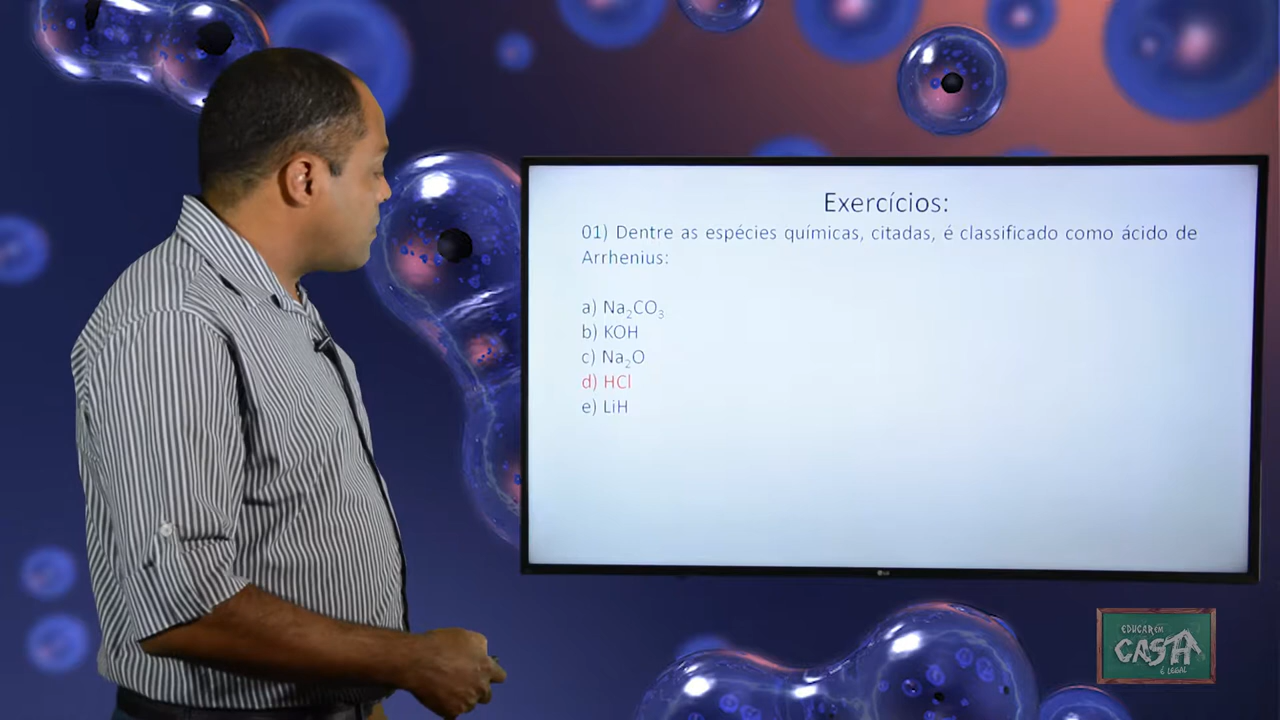 Exercícios:
01) Dentre as espécies químicas, citadas, é classificado como ácido de
Arrhenius:
a) Na₂CO₃
b) KOH
c) Na₂O
d) HCl
e) LiH
LG
EDUCAR EM
CASA
É LEGAL